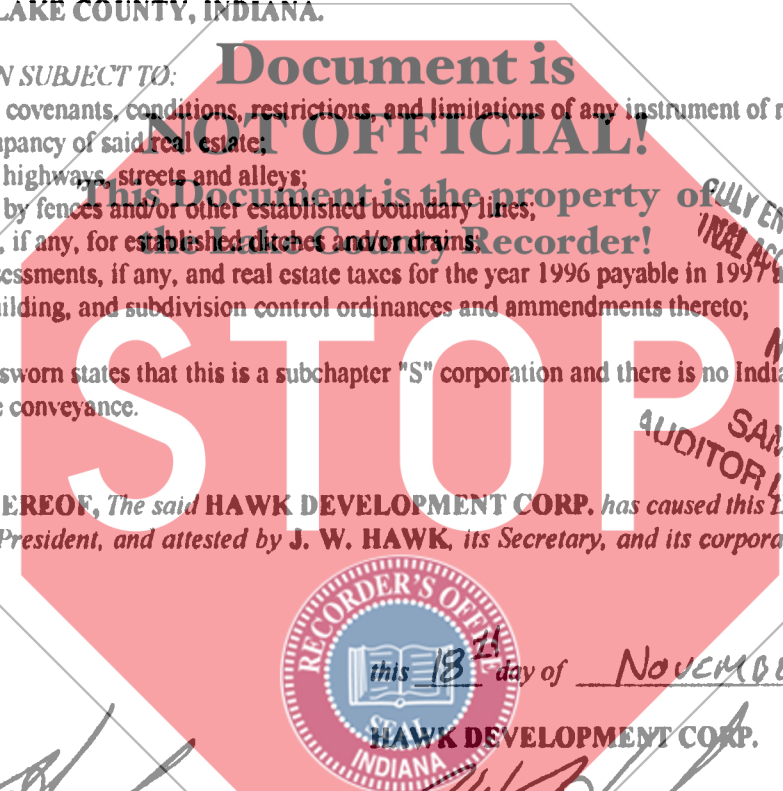 LAKE COUNTY, INDIANA.
Document is
N SUBJECT TO:
covenants, conditions, restrictions, and limitations of any instrument of r
NOT OFFICIAL!
pancy of said real estate;
highways, streets and alleys;
This Document is the property of
by fences and/or other established boundary lines;
the Lake County Recorder!
, if any, for established ditches and/or drains;
essments, if any, and real estate taxes for the year 1996 payable in 1997 a
ilding, and subdivision control ordinances and ammendments thereto;
STOP
sworn states that this is a subchapter "S" corporation and there is no India
e conveyance.
SAM
AUDITOR L
EREOF, The said HAWK DEVELOPMENT CORP. has caused this D
President, and attested by J. W. HAWK, its Secretary, and its corpora
RECORDER'S OFFICE
this 18th day of NOVEMBE
SEAL
HAWK DEVELOPMENT CORP.
INDIANA